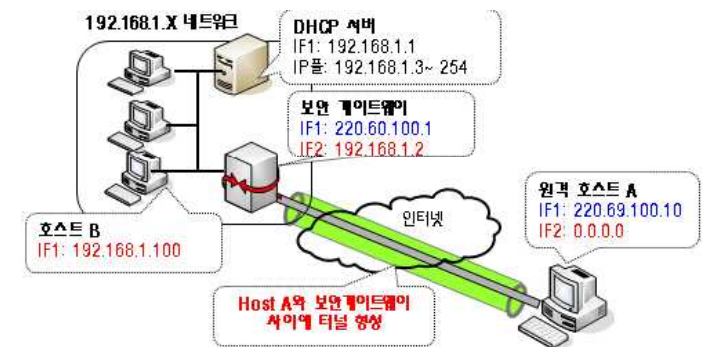 192.168.1.X 네트워크
DHCP 서버
IF1: 192.168.1.1
IP풀: 192.168.1.3~ 254
보안 게이트웨이
IF1: 220.60.100.1
IF2: 192.168.1.2
원격 호스트 A
IF1: 220.69.100.10
IF2: 0.0.0.0
인터넷
호스트 B
IF1: 192.168.1.100
Host A와 보안게이트웨이
사이에 터널 형성